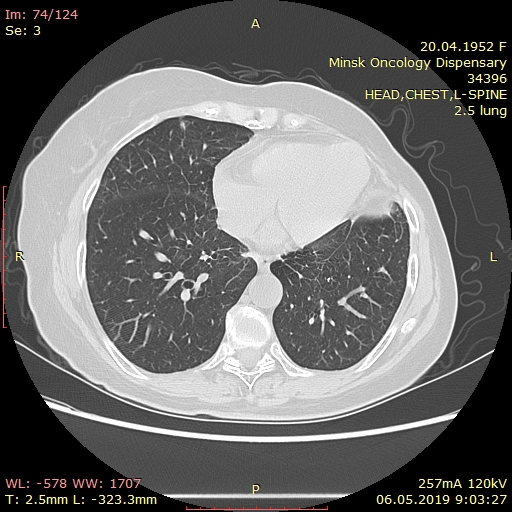 Im: 74/124
Se: 3
A
20.04.1952 F
Minsk Oncology Dispensary
34396
HEAD,CHEST,L-SPINE
2.5 lung
R
L
WL: -578 WW: 1707
T: 2.5mm L: -323.3mm
P
257mA 120kV
06.05.2019 9:03:27